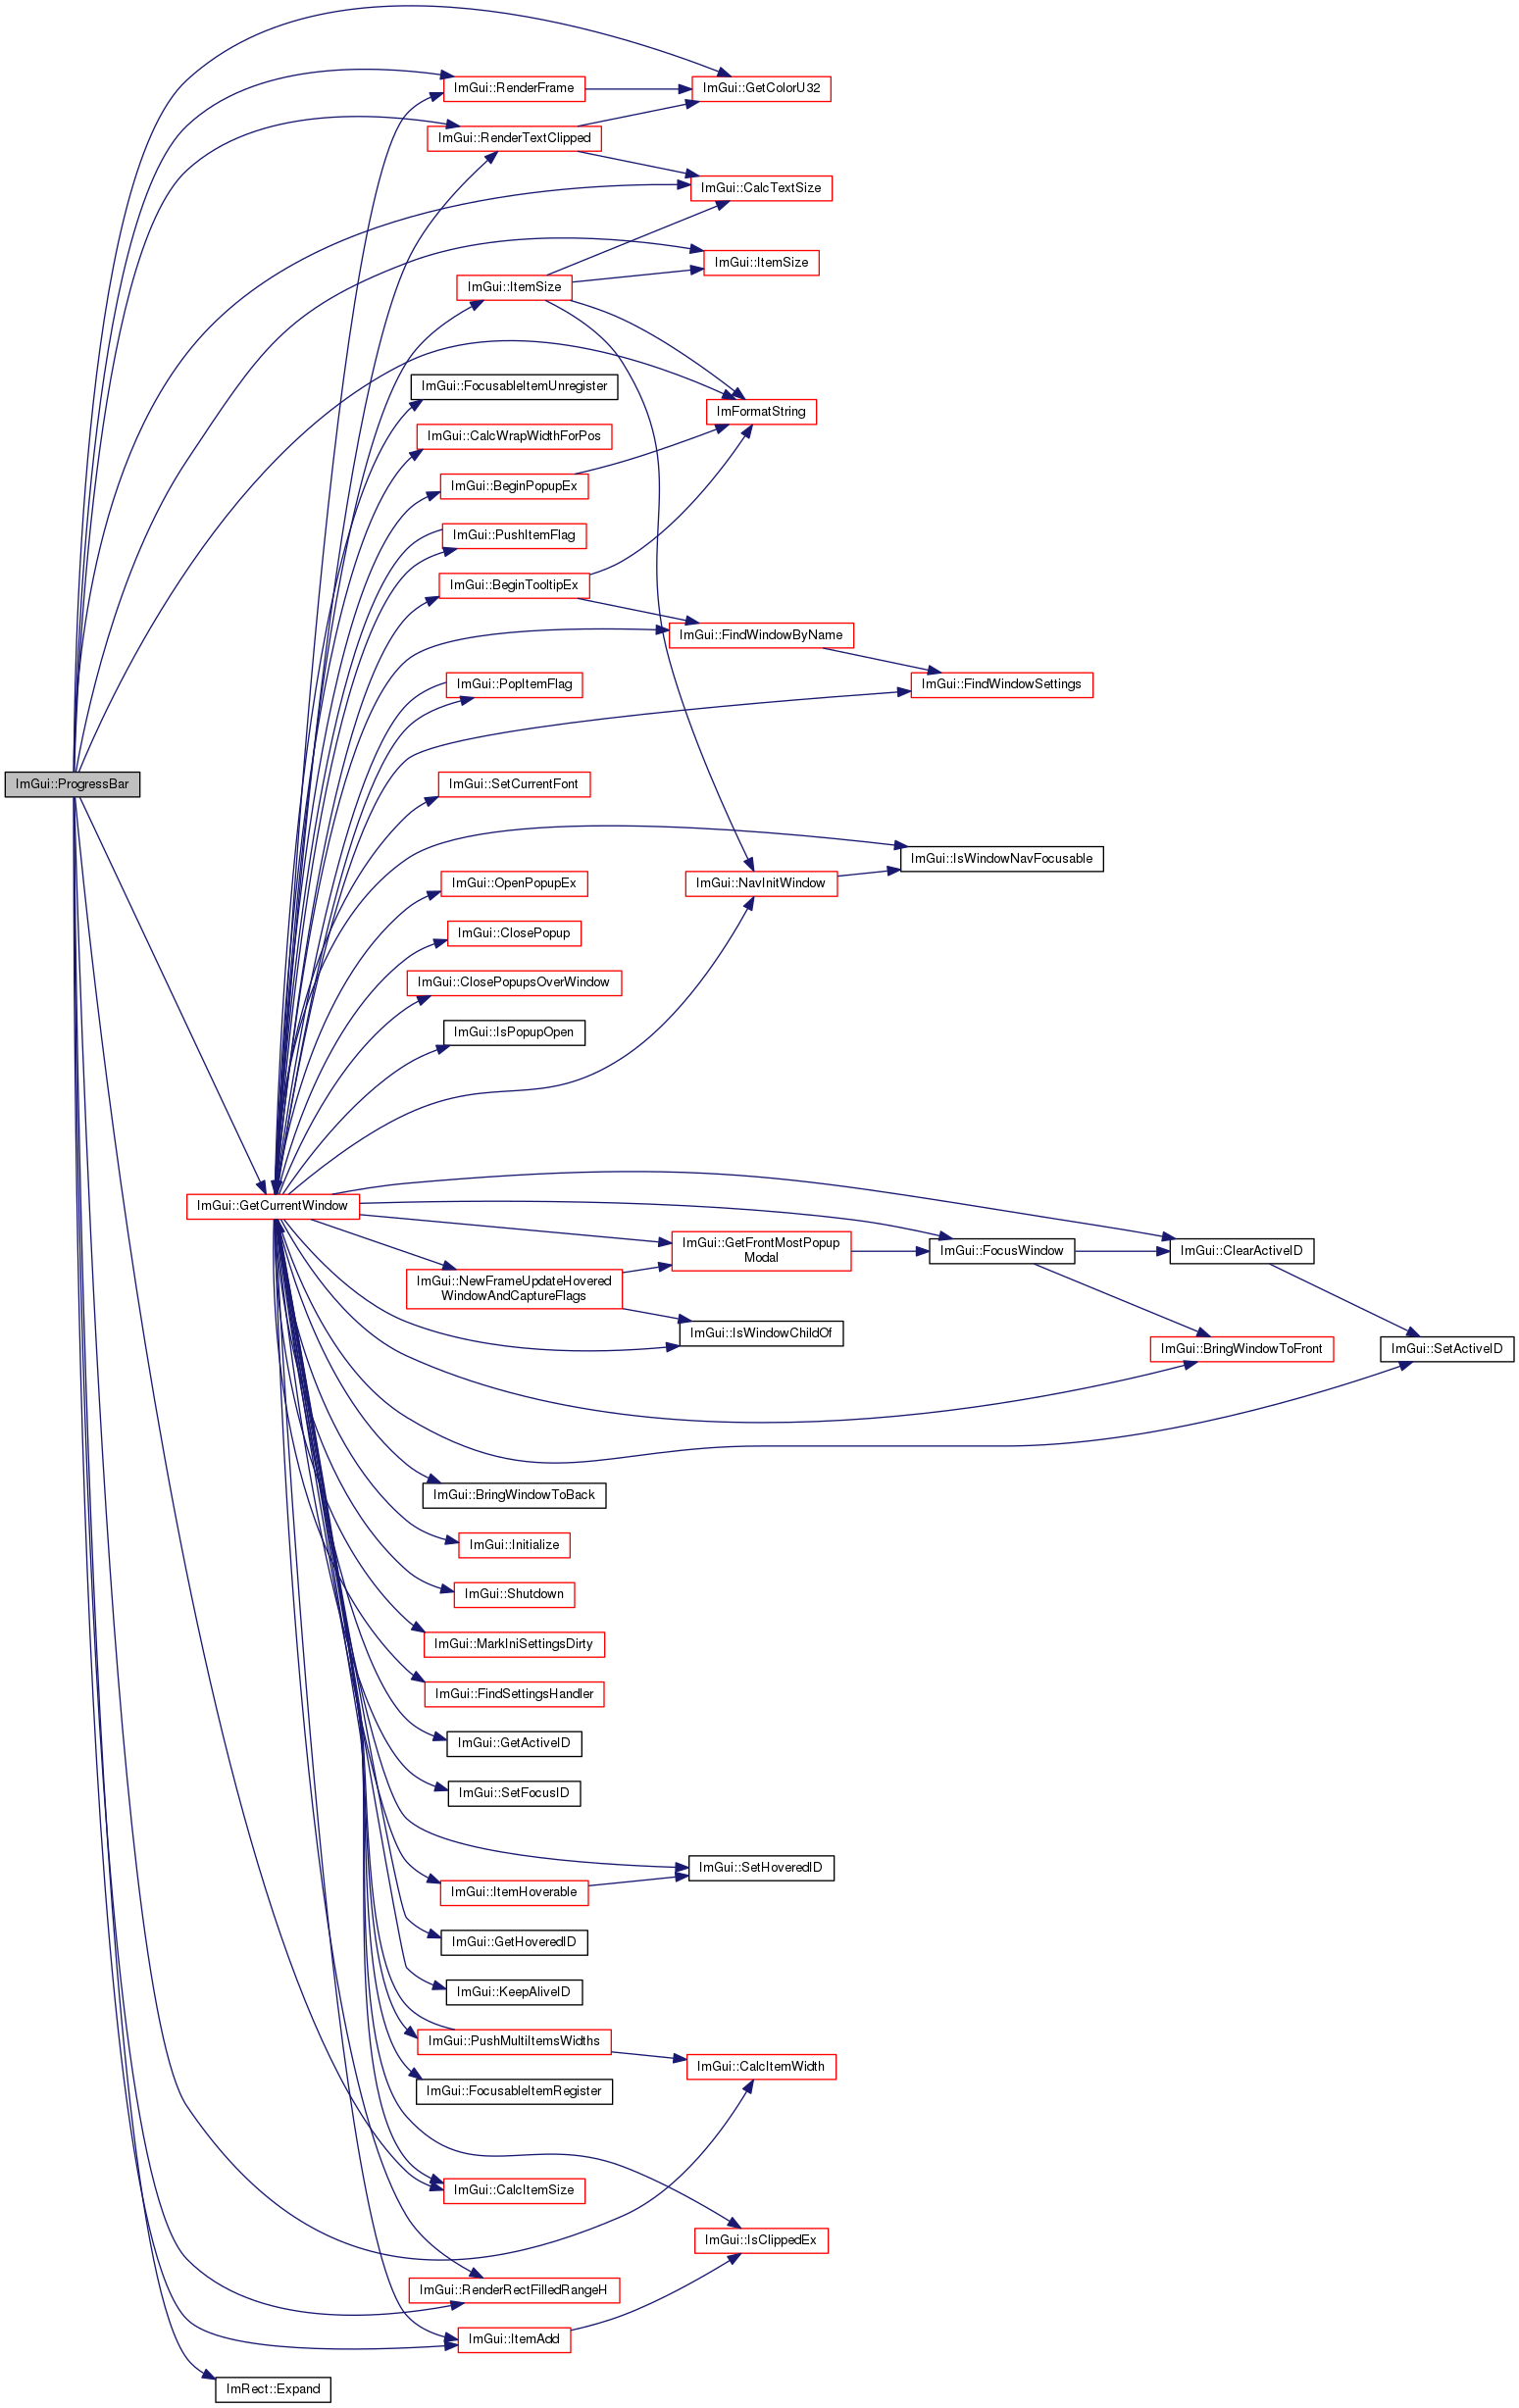 ImGui::RenderFrame
ImGui::GetColorU32
ImGui::RenderTextClipped
ImGui::CalcTextSize
ImGui::ItemSize
ImGui::ItemSize
ImGui::FocusableItemUnregister
ImFormatString
ImGui::CalcWrapWidthForPos
ImGui::BeginPopupEx
ImGui::PushItemFlag
ImGui::BeginTooltipEx
ImGui::FindWindowByName
ImGui::PopItemFlag
ImGui::FindWindowSettings
ImGui::ProgressBar
ImGui::SetCurrentFont
ImGui::IsWindowNavFocusable
ImGui::OpenPopupEx
ImGui::NavInitWindow
ImGui::ClosePopup
ImGui::ClosePopupsOverWindow
ImGui::IsPopupOpen
ImGui::GetCurrentWindow
ImGui::GetFrontMostPopup
Modal
ImGui::FocusWindow
ImGui::ClearActiveID
ImGui::NewFrameUpdateHovered
WindowAndCaptureFlags
ImGui::IsWindowChildOf
ImGui::BringWindowToFront
ImGui::SetActiveID
ImGui::BringWindowToBack
ImGui::Initialize
ImGui::Shutdown
ImGui::MarkIniSettingsDirty
ImGui::FindSettingsHandler
ImGui::GetActiveID
ImGui::SetFocusID
ImGui::SetHoveredID
ImGui::ItemHoverable
ImGui::GetHoveredID
ImGui::KeepAliveID
ImGui::PushMultiItemsWidths
ImGui::CalcItemWidth
ImGui::FocusableItemRegister
ImGui::CalcItemSize
ImGui::IsClippedEx
ImGui::RenderRectFilledRangeH
ImGui::ItemAdd
ImRect::Expand